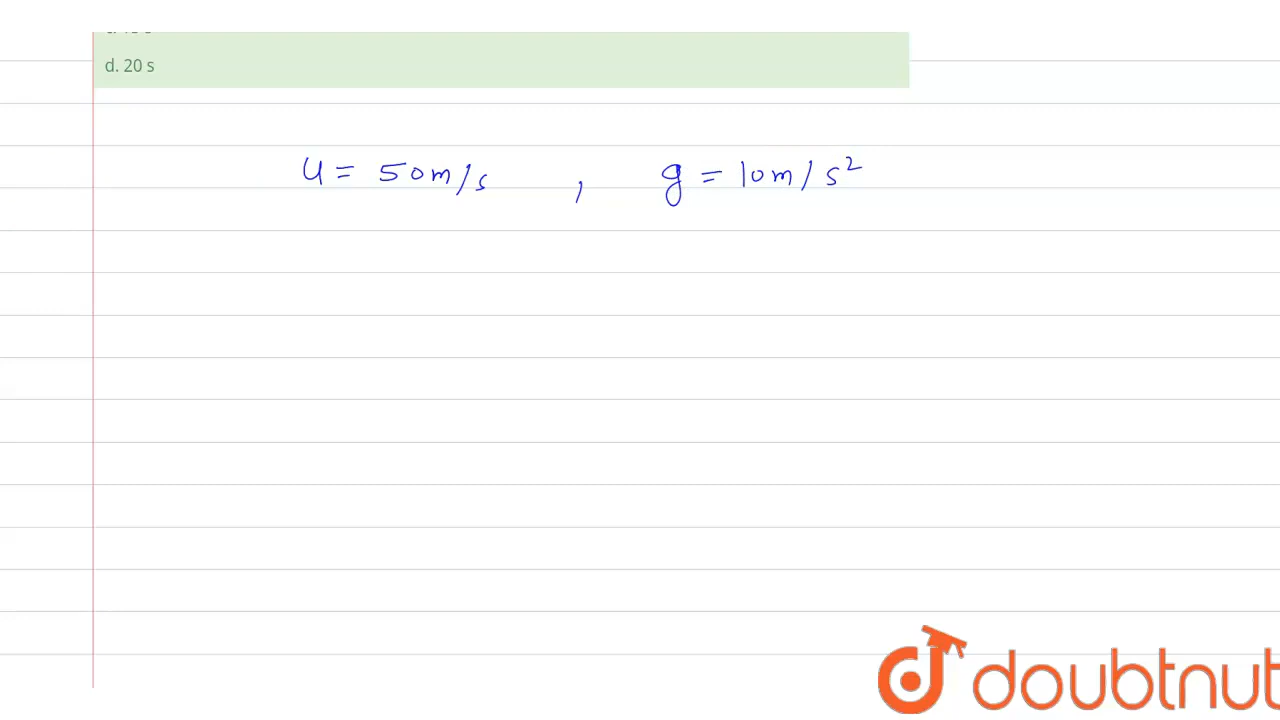 d. 20 s
u = 50m/s , g = 10m/s²
doubtnut